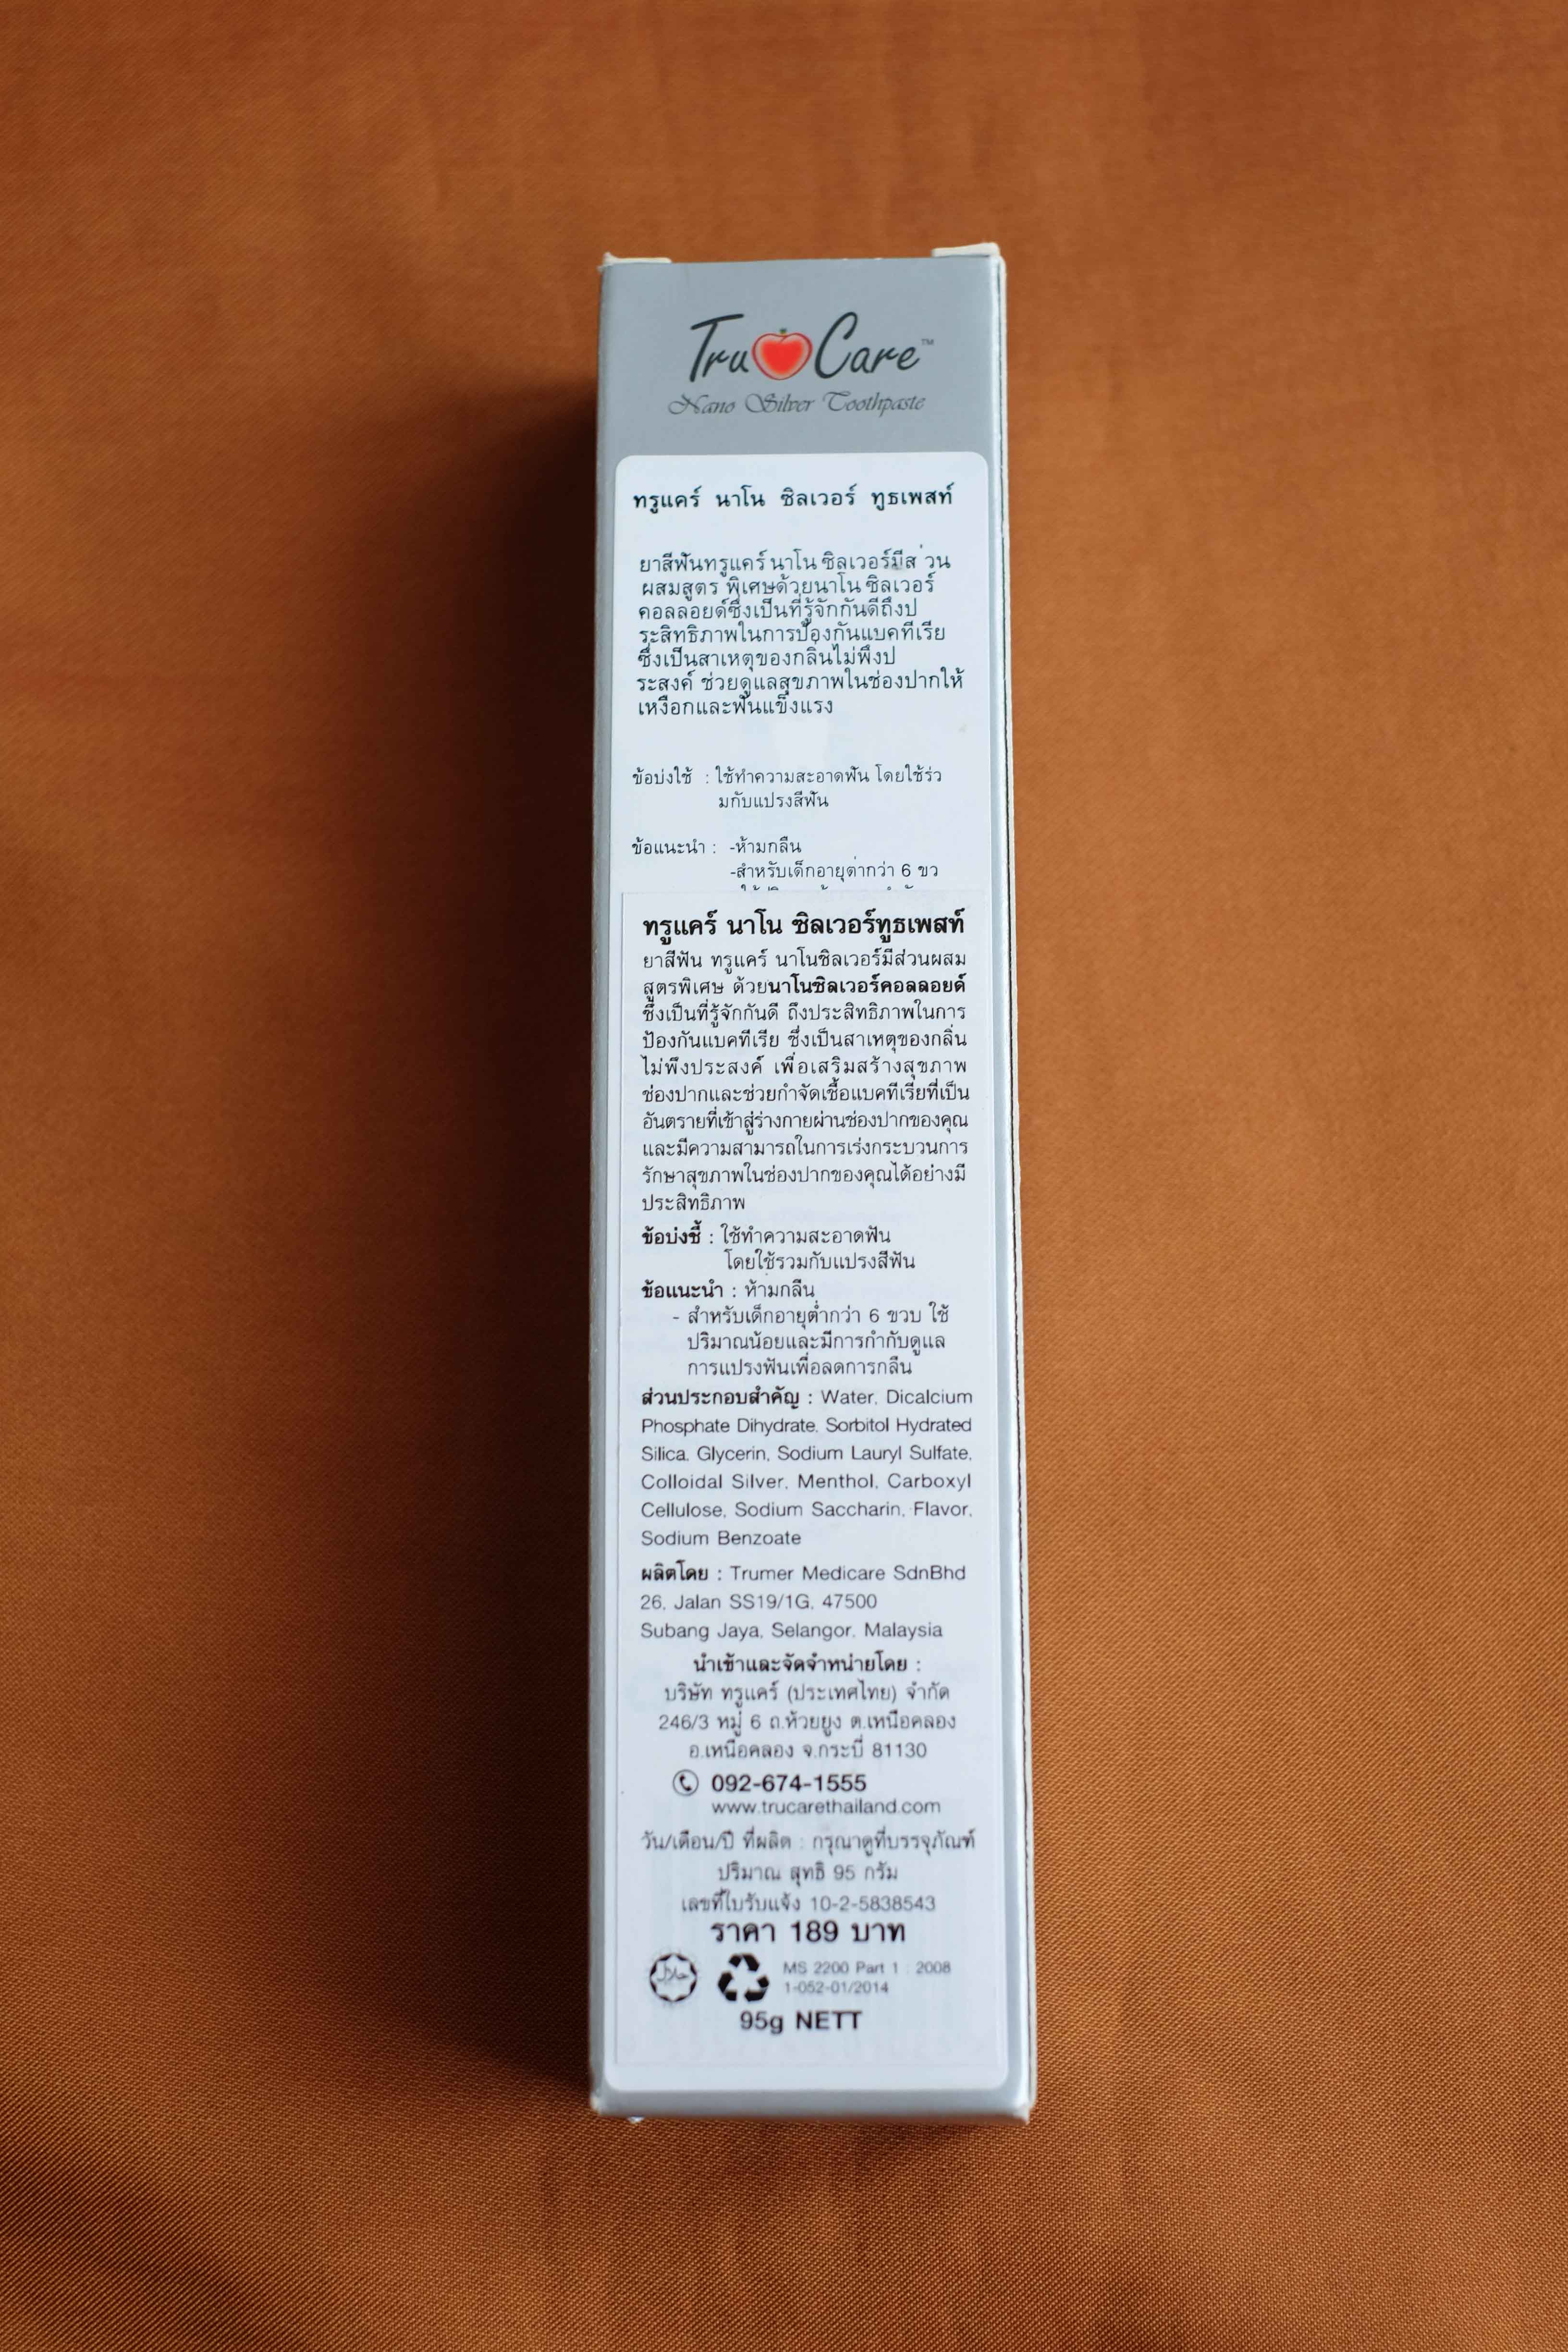 Tru Care™
Nano Silver Toothpaste
ทรูแคร์ นาโน ซิลเวอร์ ทูธเพสท์
ยาสีฟันทรูแคร์ นาโน ซิลเวอร์มีส่วน
ผสมสูตร พิเศษด้วยนาโน ซิลเวอร์
คอลลอยด์ซึ่งเป็นที่รู้จักกันดีถึงป
ระสิทธิภาพในการป้องกันแบคทีเรีย
ซึ่งเป็นสาเหตุของกลิ่นไม่พึงป
ระสงค์ ช่วยดูแลสุขภาพในช่องปากให้
เหงือกและฟันแข็งแรง
ข้อบ่งใช้ : ใช้ทำความสะอาดฟัน โดยใช้ร่ว
มกับแปรงสีฟัน
ข้อแนะนำ : -ห้ามกลืน
-สำหรับเด็กอายุต่ำกว่า 6 ขว
ทรูแคร์ นาโน ซิลเวอร์ทูธเพสท์
ยาสีฟัน ทรูแคร์ นาโนซิลเวอร์มีส่วนผสม
สูตรพิเศษ ด้วยนาโนซิลเวอร์คอลลอยด์
ซึ่งเป็นที่รู้จักกันดี ถึงประสิทธิภาพในการ
ป้องกันแบคทีเรีย ซึ่งเป็นสาเหตุของกลิ่น
ไม่พึงประสงค์ เพื่อเสริมสร้างสุขภาพ
ช่องปากและช่วยกำจัดเชื้อแบคทีเรียที่เป็น
อันตรายที่เข้าสู่ร่างกายผ่านช่องปากของคุณ
และมีความสามารถในการเร่งกระบวนการ
รักษาสุขภาพในช่องปากของคุณได้อย่างมี
ประสิทธิภาพ
ข้อบ่งชี้ : ใช้ทำความสะอาดฟัน
โดยใช้รวมกับแปรงสีฟัน
ข้อแนะนำ : ห้ามกลืน
- สำหรับเด็กอายุต่ำกว่า 6 ขวบ ใช้
ปริมาณน้อยและมีการกำกับดูแล
การแปรงฟันเพื่อลดการกลืน
ส่วนประกอบสำคัญ : Water, Dicalcium
Phosphate Dihydrate, Sorbitol Hydrated
Silica, Glycerin, Sodium Lauryl Sulfate,
Colloidal Silver, Menthol, Carboxyl
Cellulose, Sodium Saccharin, Flavor,
Sodium Benzoate
ผลิตโดย : Trumer Medicare SdnBhd
26, Jalan SS19/1G, 47500
Subang Jaya, Selangor, Malaysia
นำเข้าและจัดจำหน่ายโดย :
บริษัท ทรูแคร์ (ประเทศไทย) จำกัด
246/3 หมู่ 6 ถ.ห้วยยูง ต.เหนือคลอง
อ.เหนือคลอง จ.กระบี่ 81130
092-674-1555
www.trucarethailand.com
วัน/เดือน/ปี ที่ผลิต : กรุณาดูที่บรรจุภัณฑ์
ปริมาณ สุทธิ 95 กรัม
เลขที่ใบรับแจ้ง 10-2-5838543
ราคา 189 บาท
حلال
MS 2200 Part 1 : 2008
1-052-01/2014
95g NETT